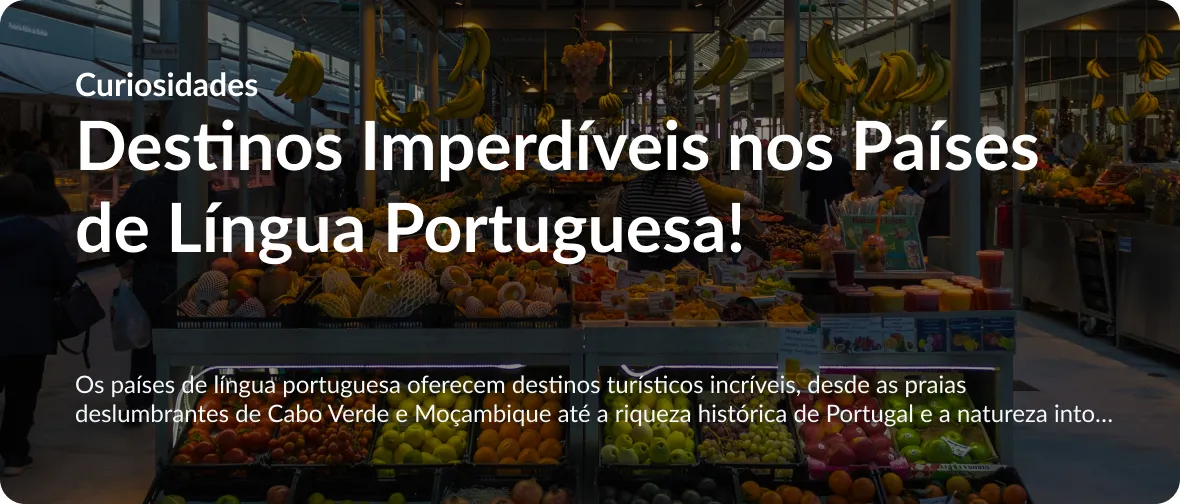 Curiosidades
Destinos Imperdíveis nos Países
de Língua Portuguesa!
Os países de língua portuguesa oferecem destinos turísticos incríveis, desde as praias
deslumbrantes de Cabo Verde e Moçambique até a riqueza histórica de Portugal e a natureza into...